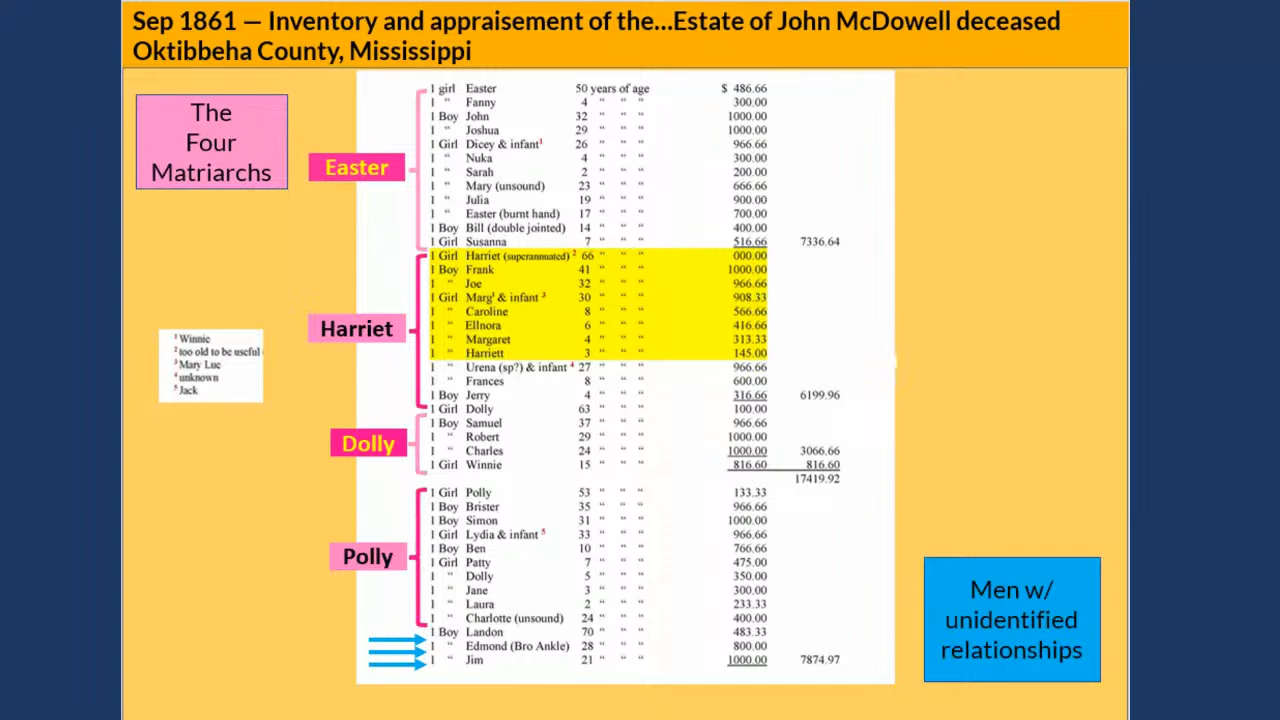 Sep 1861 — Inventory and appraisement of the...Estate of John McDowell deceased
Oktibbeha County, Mississippi
The
Four
Matriarchs
Easter
Harriet
Dolly
Polly
1 girl Easter 50 years of age $ 486.66
1 " Fanny 4 " " " 300.00
1 Boy John 32 " " " 1000.00
1 " Joshua 29 " " " 1000.00
1 Girl Dicey & infant¹ 26 " " " 966.66
1 " Nuka 4 " " " 300.00
1 " Sarah 2 " " " 200.00
1 " Mary (unsound) 23 " " " 666.66
1 " Julia 19 " " " 900.00
1 " Easter (burnt hand) 17 " " " 700.00
1 Boy Bill (double jointed) 14 " " " 400.00
1 Girl Susanna 7 " " " 516.66 7336.64
1 Girl Harriet (superannuated) ² 66 " " " 000.00
1 Boy Frank 41 " " " 1000.00
1 " Joe 32 " " " 966.66
1 Girl Marg¹ & infant ³ 30 " " " 908.33
1 " Caroline 8 " " " 566.66
1 " Ellnora 6 " " " 416.66
1 " Margaret 4 " " " 313.33
1 " Harriett 3 " " " 145.00
1 " Urena (sp?) & infant ⁴ 27 " " " 966.66
1 " Frances 8 " " " 600.00
1 Boy Jerry 4 " " " 316.66 6199.96
1 Girl Dolly 63 " " " 100.00
1 Boy Samuel 37 " " " 966.66
1 " Robert 29 " " " 1000.00
1 " Charles 24 " " " 1000.00 3066.66
1 Girl Winnie 15 " " " 816.60 816.60
17419.92
1 Girl Polly 53 " " " 133.33
1 Boy Brister 35 " " " 966.66
1 Boy Simon 31 " " " 1000.00
1 Girl Lydia & infant ⁵ 33 " " " 966.66
1 Boy Ben 10 " " " 766.66
1 Girl Patty 7 " " " 475.00
1 " Dolly 5 " " " 350.00
1 " Jane 3 " " " 300.00
1 " Laura 2 " " " 233.33
1 " Charlotte (unsound) 24 " " " 400.00
1 Boy Landon 70 " " " 483.33
1 " Edmond (Bro Ankle) 28 " " " 800.00
1 " Jim 21 " " " 1000.00 7874.97
¹ Winnie
² too old to be useful
³ Mary Lue
⁴ unknown
⁵ Jack
Men w/
unidentified
relationships